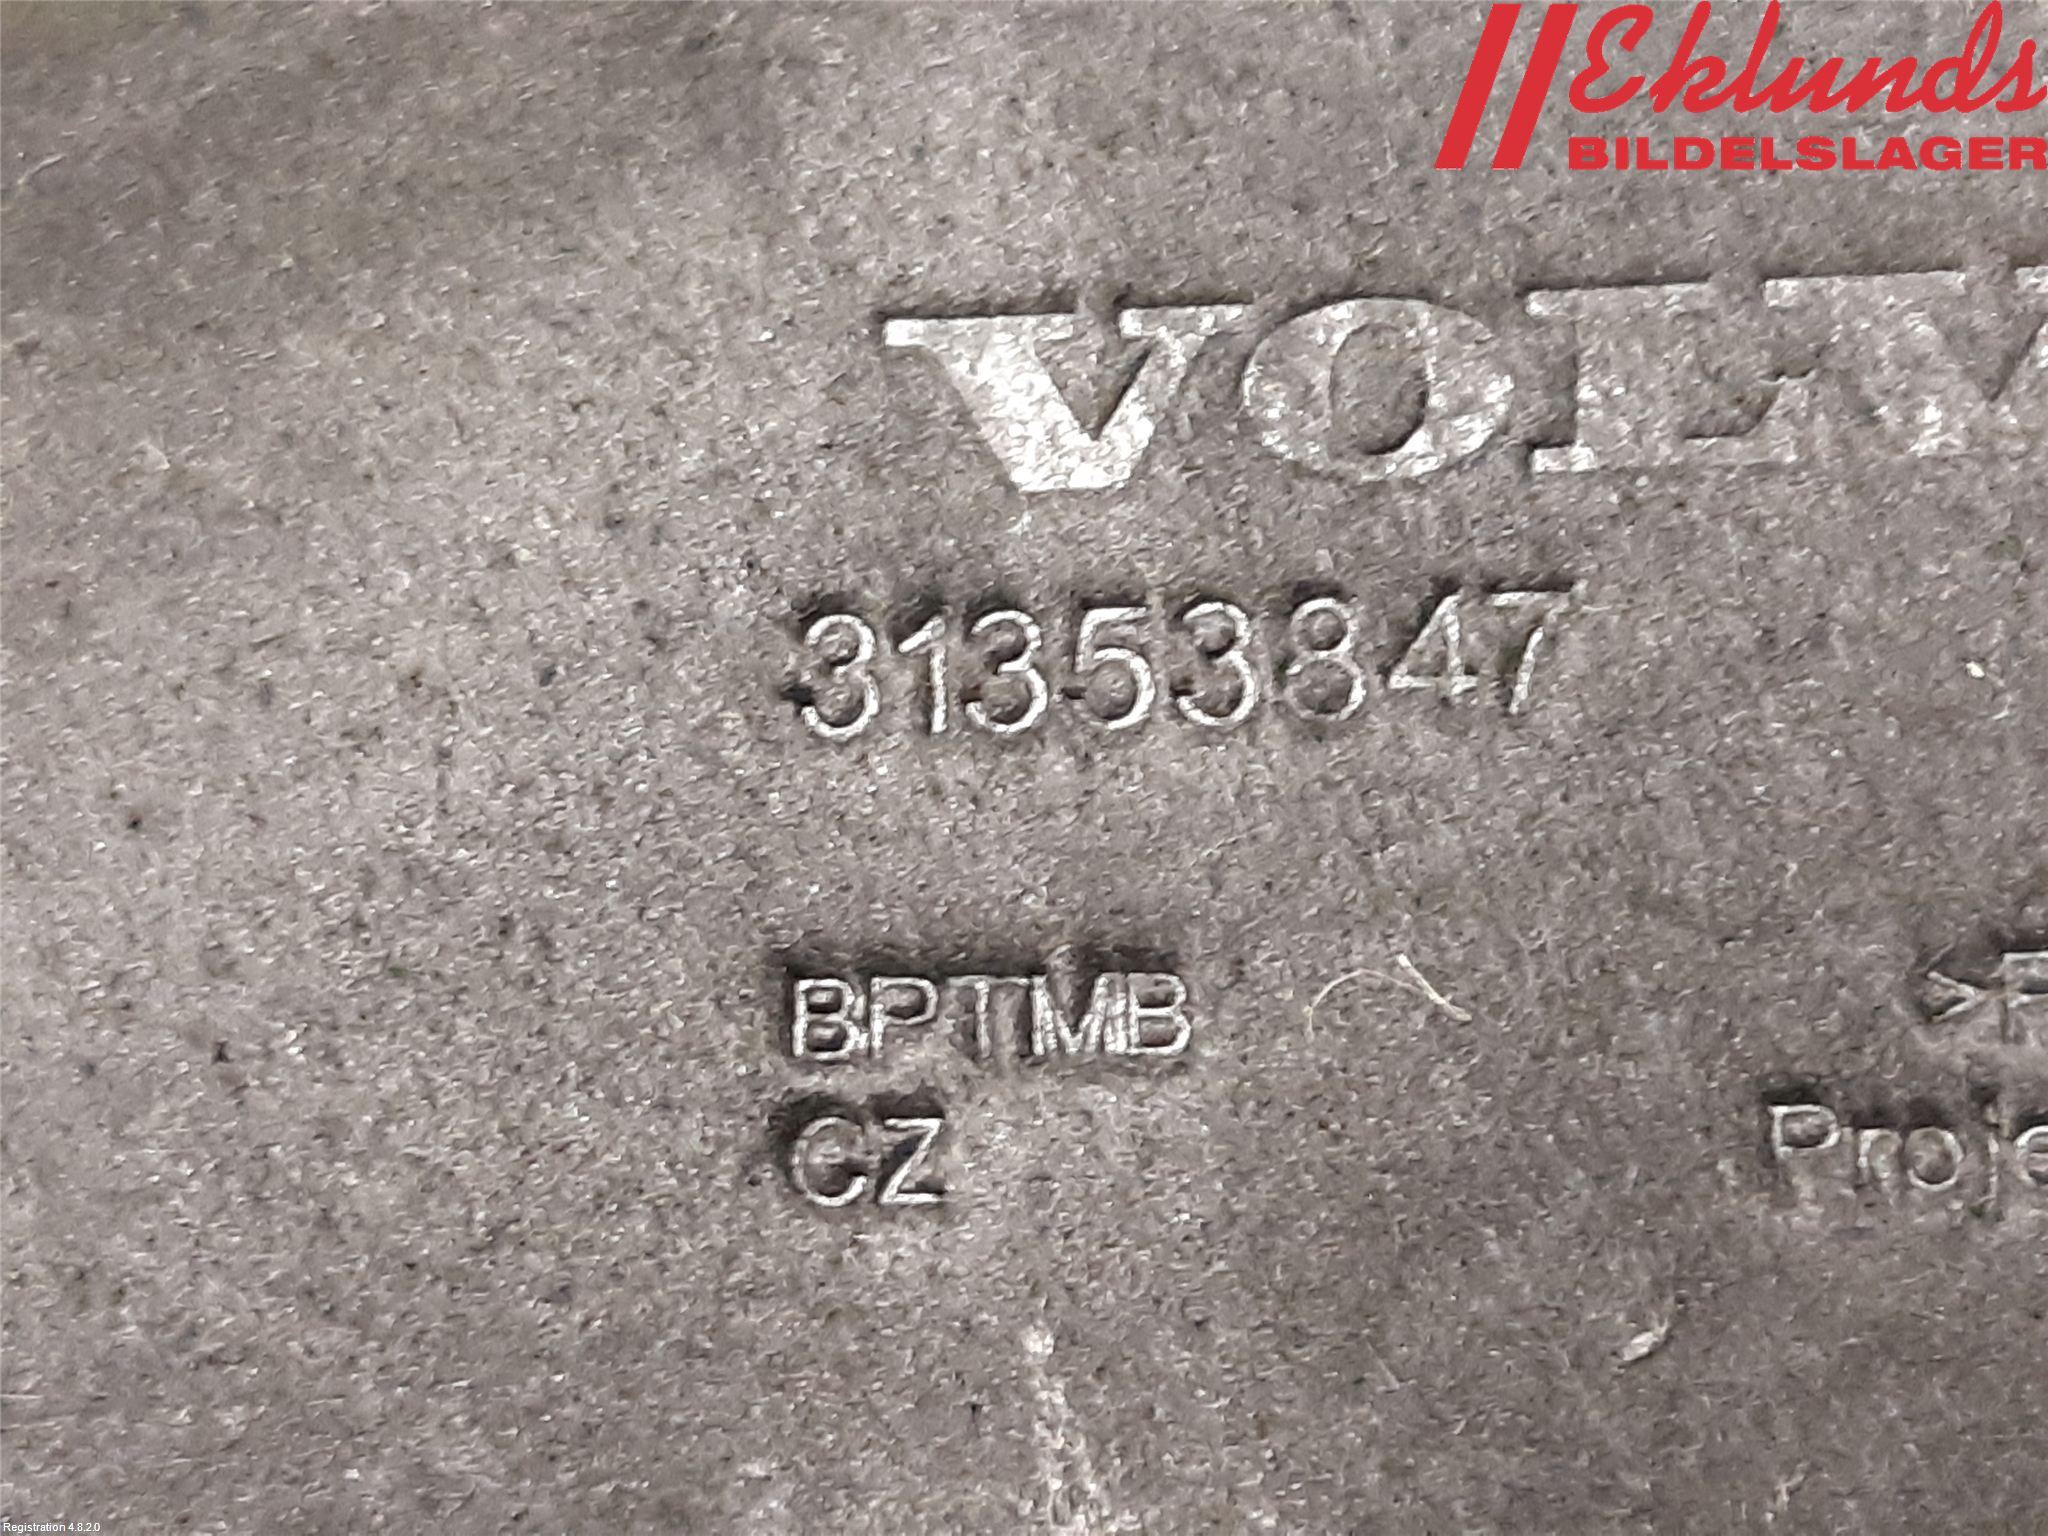 Eklunds
BILDELSLAGER
VOLV
31353847
BPTMB
>P
CZ
Proje
Registration 4.8.2.0